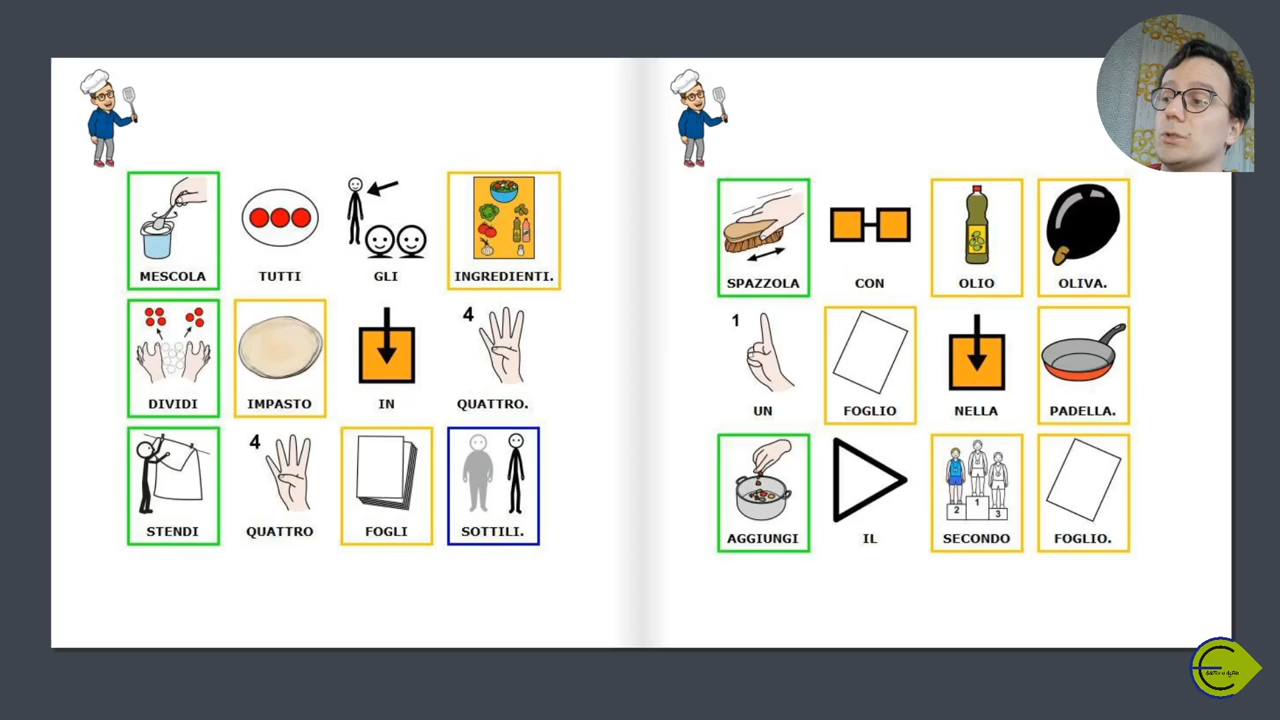 MESCOLA TUTTI GLI INGREDIENTI.
4
DIVIDI IMPASTO IN QUATTRO.
4
STENDI QUATTRO FOGLI SOTTILI.
SPAZZOLA CON OLIO OLIVA.
1
UN FOGLIO NELLA PADELLA.
2 1 3
AGGIUNGI IL SECONDO FOGLIO.